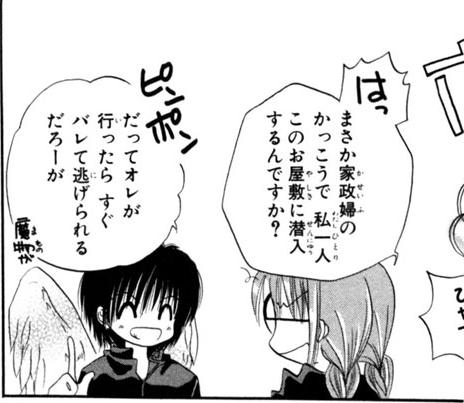 はっ
まさか家政婦の
かっこうで 私一人
このお屋敷に潜入
するんですか?
ピンポン
だってオレが
行ったら すぐ
バレて逃げられる
だろーが
魔物が